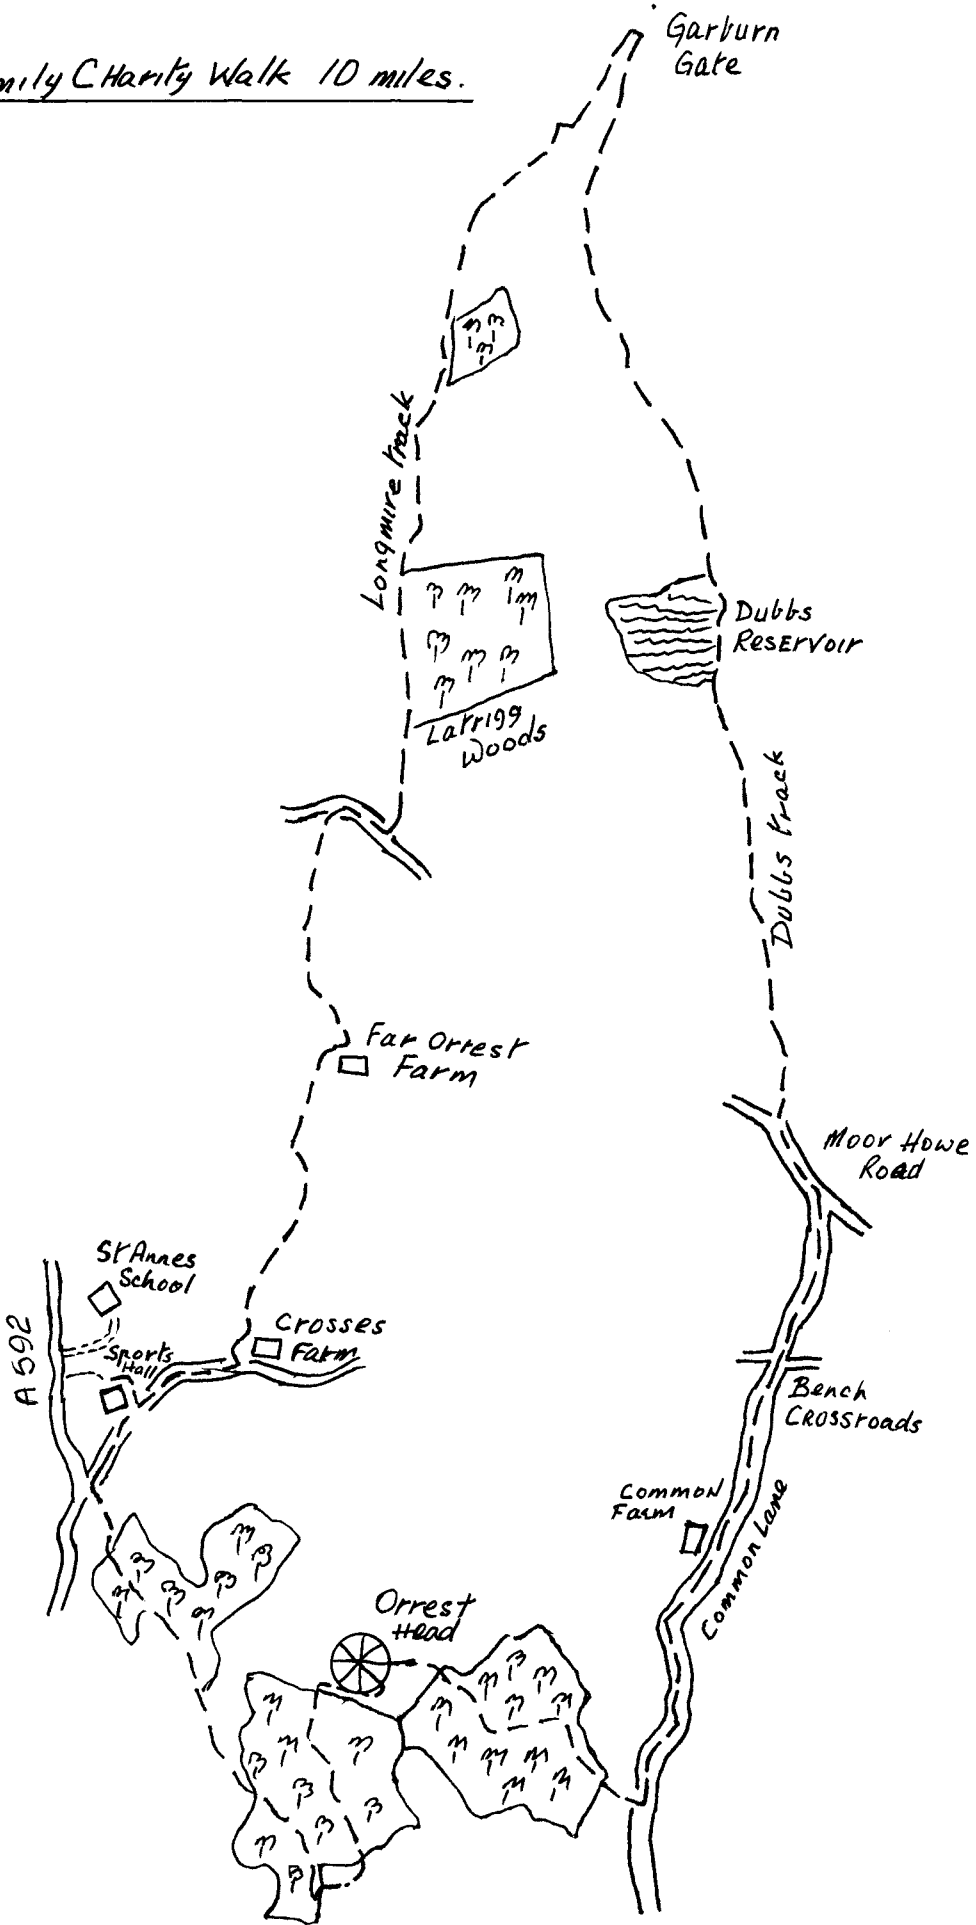 mily CHarity Walk 10 miles.
Garburn
Gate
Longmire track
Dubbs
Reservoir
Larrigg
Woods
Dubbs track
Far Orrest
Farm
Moor Howe
Road
St Annes
School
A592
Sports
Hall
Crosses
Farm
Bench
CROSSroads
Common
Farm
Common Lane
Orrest
Head